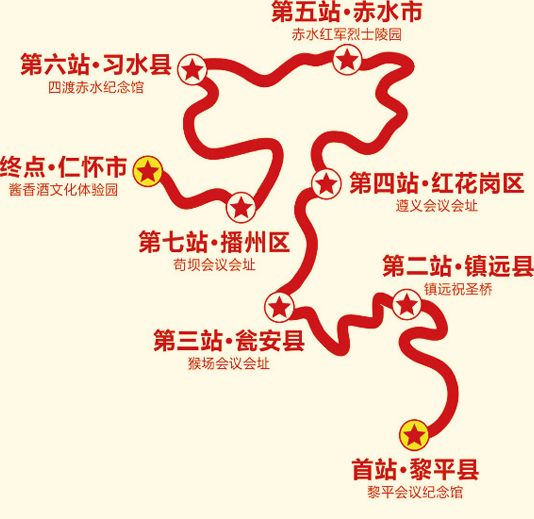 第五站·赤水市
赤水红军烈士陵园
第六站·习水县
四渡赤水纪念馆
终点·仁怀市
酱香酒文化体验园
第四站·红花岗区
遵义会议会址
第七站·播州区
苟坝会议会址
第二站·镇远县
镇远祝圣桥
第三站·瓮安县
猴场会议会址
首站·黎平县
黎平会议纪念馆